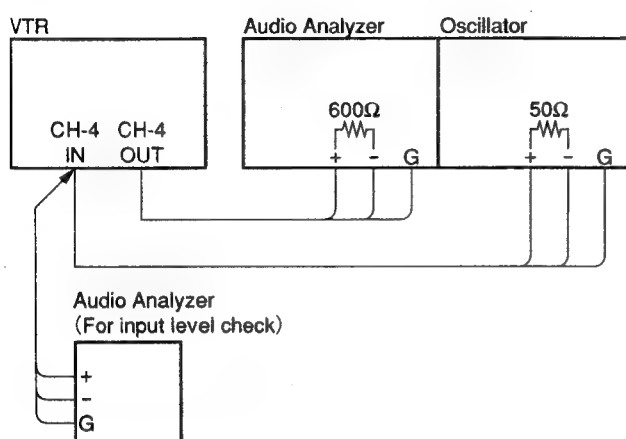 VTR
Audio Analyzer
Oscillator
CH-4 IN
CH-4 OUT
600Ω
+ − G
50Ω
+ − G
Audio Analyzer
(For input level check)
+
−
G